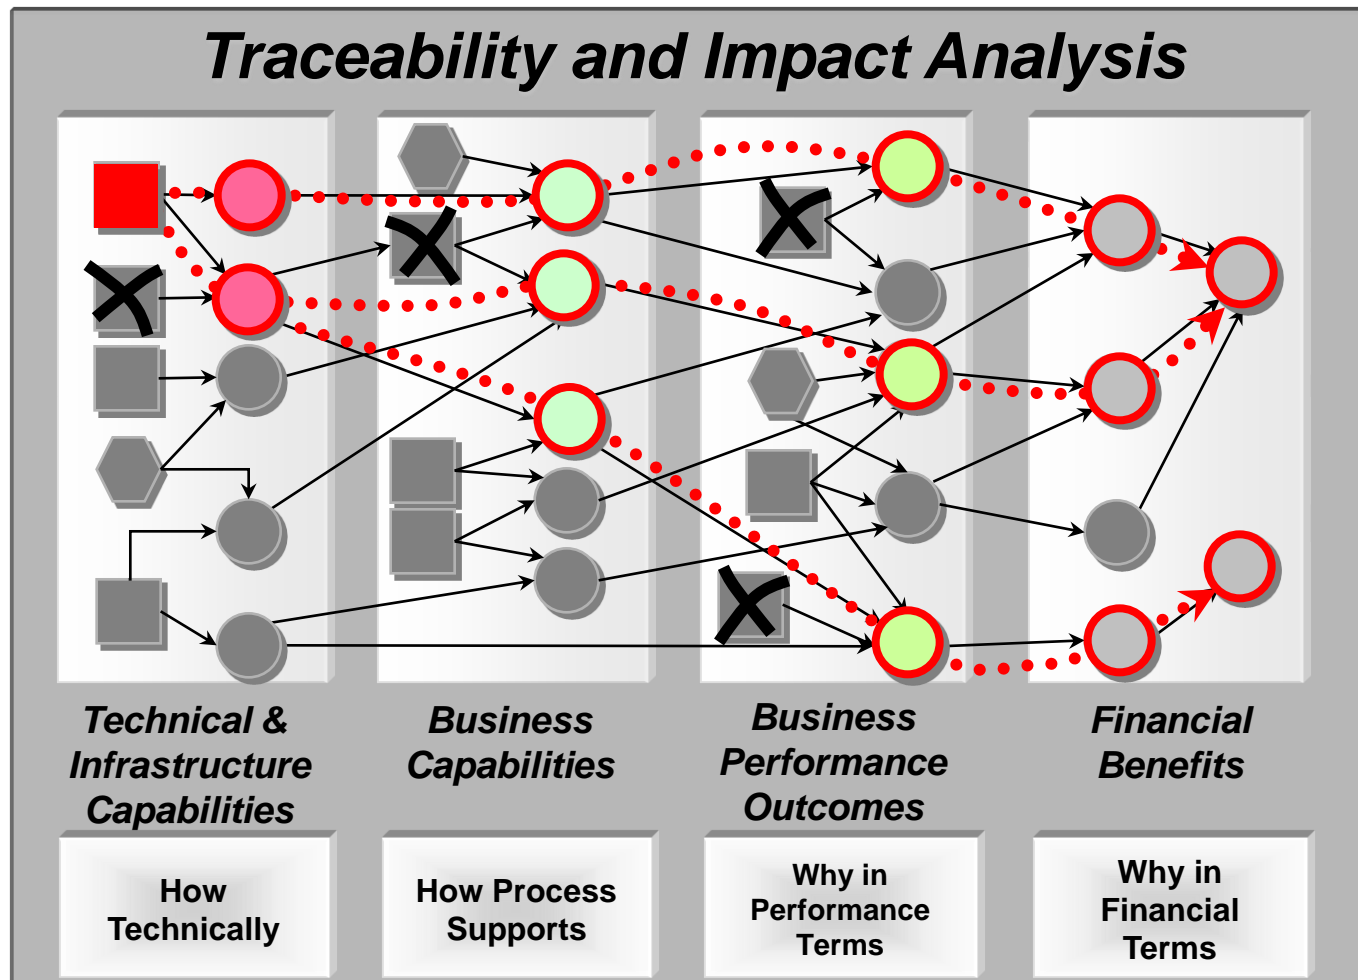 Traceability and Impact Analysis
Technical &
Infrastructure
Capabilities
Business
Capabilities
Business
Performance
Outcomes
Financial
Benefits
How
Technically
How Process
Supports
Why in
Performance
Terms
Why in
Financial
Terms